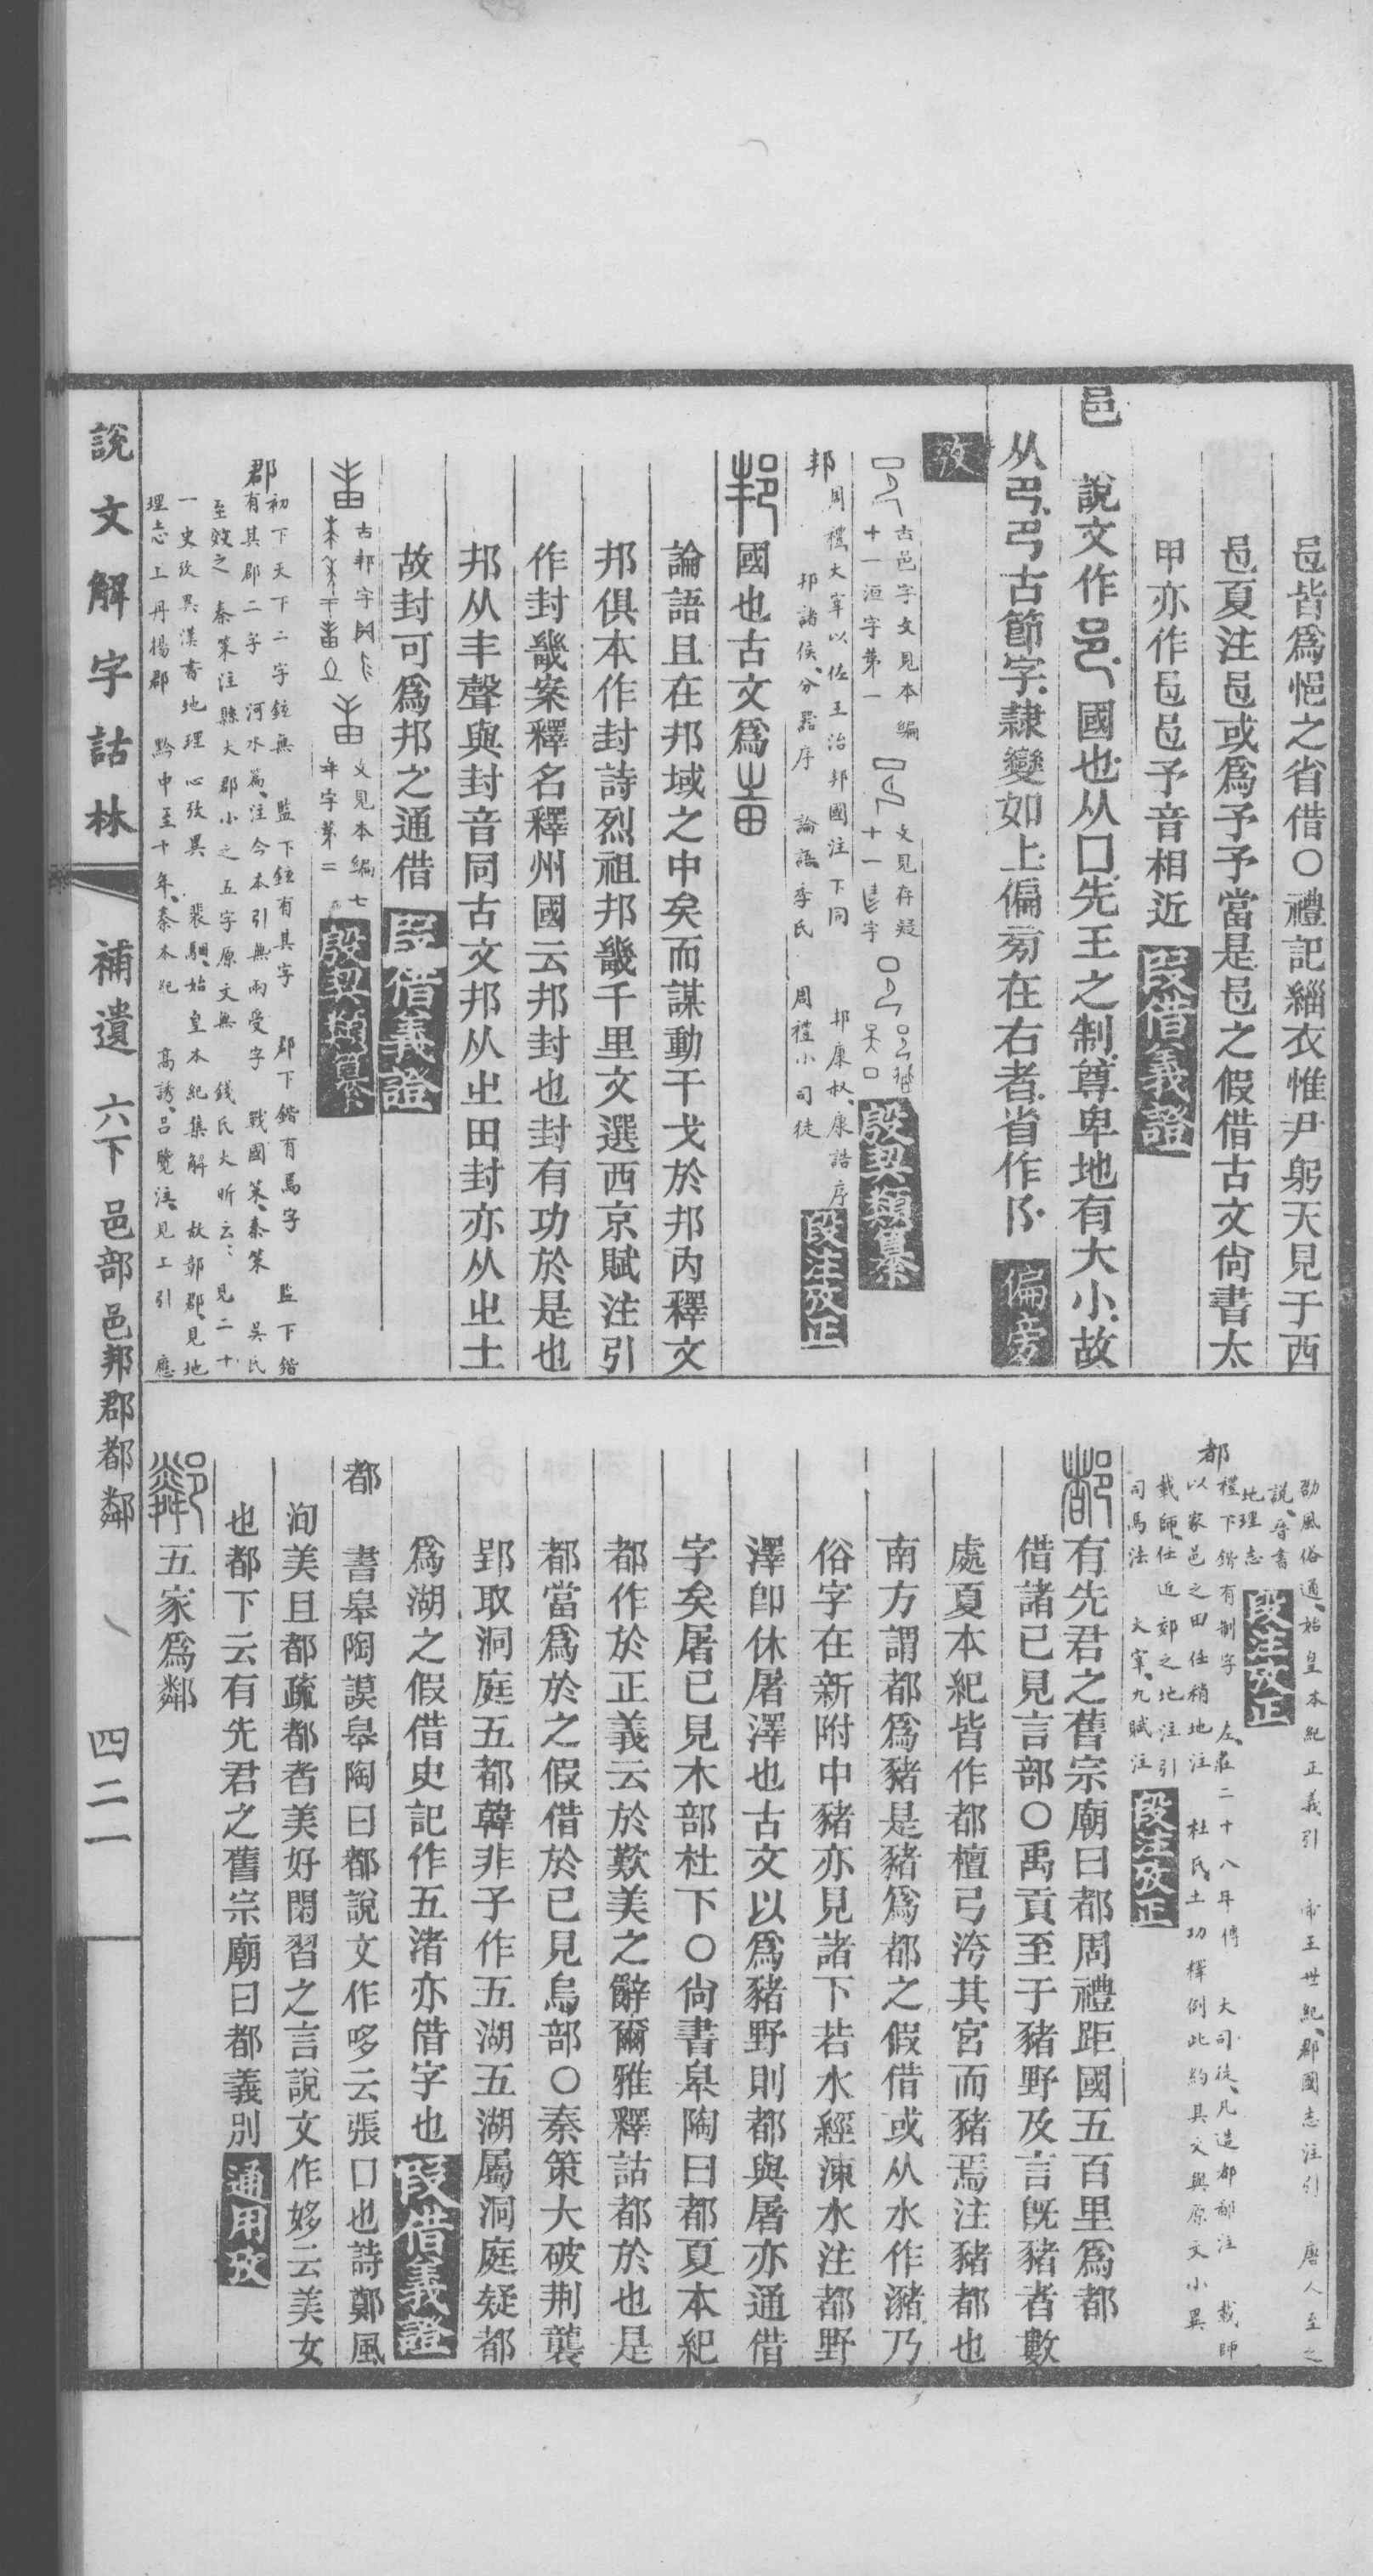 邑皆爲悒之省借○禮記緇衣惟尹躬天見于西
邑夏注邑或爲予予當是邑之假借古文尙書太
甲亦作邑邑予音相近 叚借義證
邑 說文作邑國也从囗先王之制尊卑地有大小故
从卪卪古節字隷變如上偏旁在右者省作阝 偏旁
攷
古邑字文見本編 文見存疑
十一洹字第一 十一 字
殷契類纂
邦 周禮大宰以佐王治邦國注下同 邦康叔康誥序
邦諸侯分器序 論語季氏 周禮小司徒 段注攷正
邦 國也古文爲
論語且在邦域之中矣而謀動干戈於邦內釋文
邦俱本作封詩烈祖邦畿千里文選西京賦注引
作封畿案釋名釋州國云邦封也封有功於是也
邦从丰聲與封音同古文邦从㞢田封亦从㞢土
故封可爲邦之通借 叚借義證
古邦字 文見本編七
年字第二 殷契類纂
郡 初下天下二字鉉無 監下鉉有其字 郡下鍇有焉字 監下鍇
有其郡二字 河水篇注今本引無而受字 戰國策秦策 吳氏
至效之 秦策注縣大郡小之五字原文無 錢氏大昕云 見二十
一史攷異漢書地理志攷異 裴駰始皇本紀集解 故鄣郡見地
理志上丹揚郡 黔中至十年秦本紀 高誘呂覽注見上引 應
劭風俗通始皇本紀正義引 帝王世紀郡國志注引 唐人至之
說晉書
地理志 段注攷正
都 禮下鍇有制字 左莊二十八年傳 大司徒凡造都鄙注 載師
以家邑之田任稍地注 杜氏土功釋例此約其文與原文小異
載師任近郊之地注引
司馬法 大宰九賦注 段注攷正
都 有先君之舊宗廟曰都周禮距國五百里爲都
借諸已見言部○禹貢至于豬野及言旣豬者數
處夏本紀皆作都檀弓洿其宮而豬焉注豬都也
南方謂都爲豬是豬爲都之假借或从水作瀦乃
俗字在新附中豬亦見諸下若水經涷水注都野
澤卽休屠澤也古文以爲豬野則都與屠亦通借
字矣屠已見木部杜下○尙書臯陶曰都夏本紀
都作於正義云於歎美之辭爾雅釋詁都於也是
都當爲於之假借於已見烏部○秦策大破荆襲
郢取洞庭五都韓非子作五湖五湖屬洞庭疑都
爲湖之假借史記作五渚亦借字也 叚借義證
都 書皋陶謨皋陶曰都說文作哆云張口也詩鄭風
洵美且都疏都者美好閑習之言說文作姼云美女
也都下云有先君之舊宗廟曰都義別 通用攷
鄰 五家爲鄰
說文解字詁林 補遺 六下 邑部邑邦郡都鄰 四二一